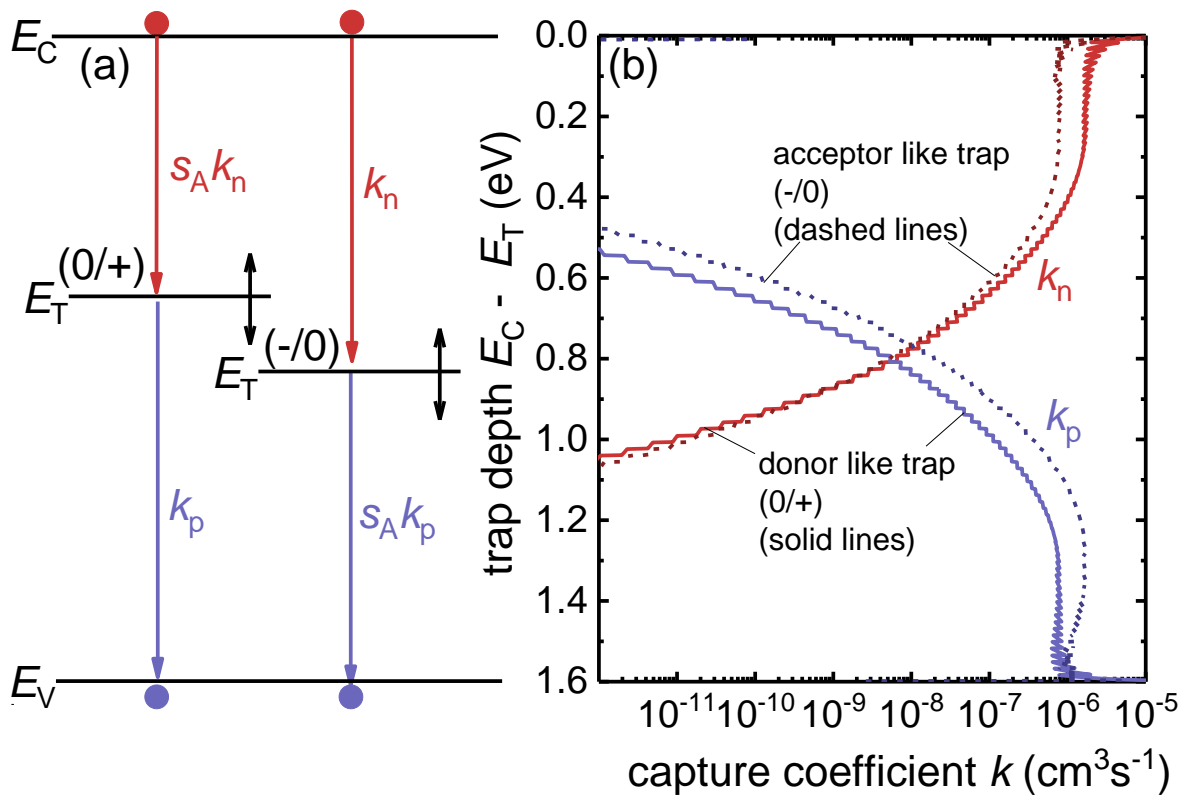 E_C
(a)
s_A k_n
k_n
(0/+)
E_T
(-/0)
E_T
k_p
s_A k_p
E_V
(b)
trap depth E_C - E_T (eV)
0.0
0.2
0.4
0.6
0.8
1.0
1.2
1.4
1.6
acceptor like trap
(-/0)
(dashed lines)
k_n
k_p
donor like trap
(0/+)
(solid lines)
10⁻¹¹ 10⁻¹⁰ 10⁻⁹ 10⁻⁸ 10⁻⁷ 10⁻⁶ 10⁻⁵
capture coefficient k (cm³s⁻¹)